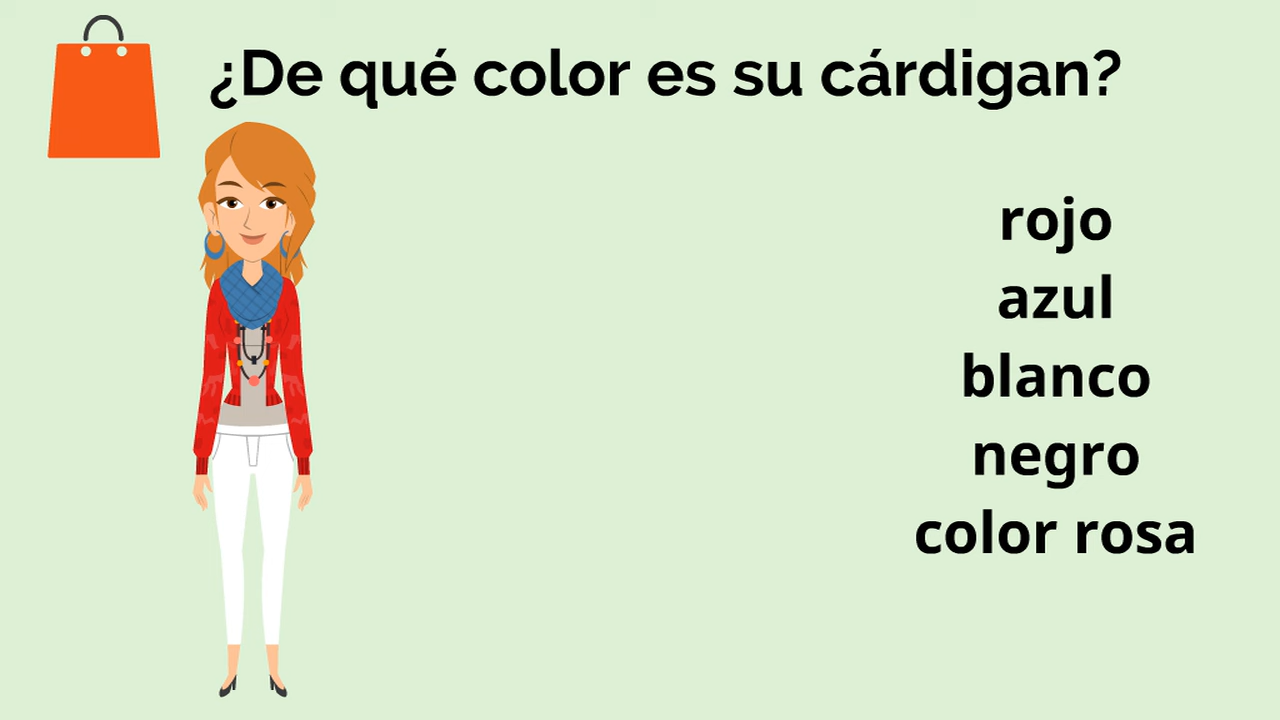 ¿De qué color es su cárdigan?
rojo
azul
blanco
negro
color rosa